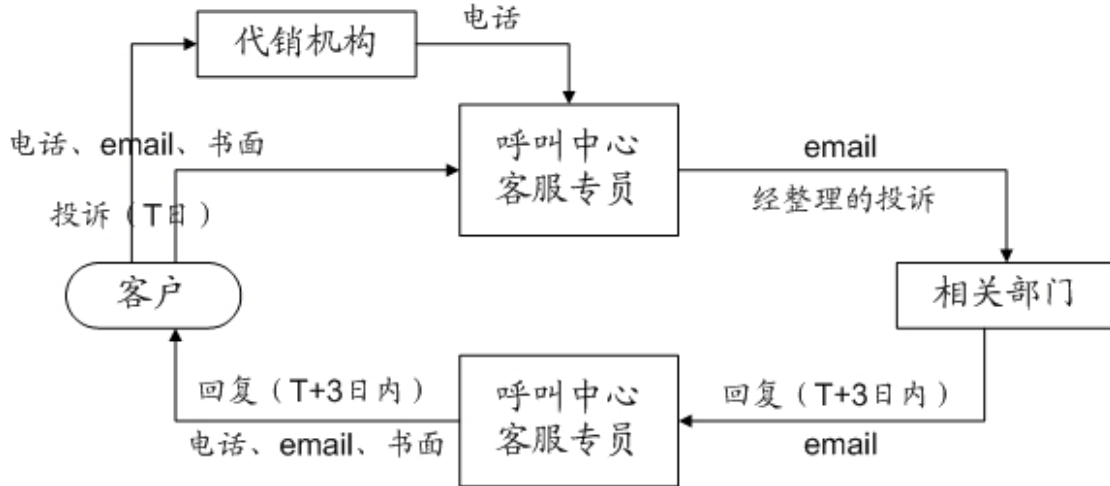 代销机构
电话
电话、email、书面
呼叫中心
客服专员
email
经整理的投诉
投诉（T日）
客户
相关部门
回复（T+3日内）
电话、email、书面
呼叫中心
客服专员
回复（T+3日内）
email